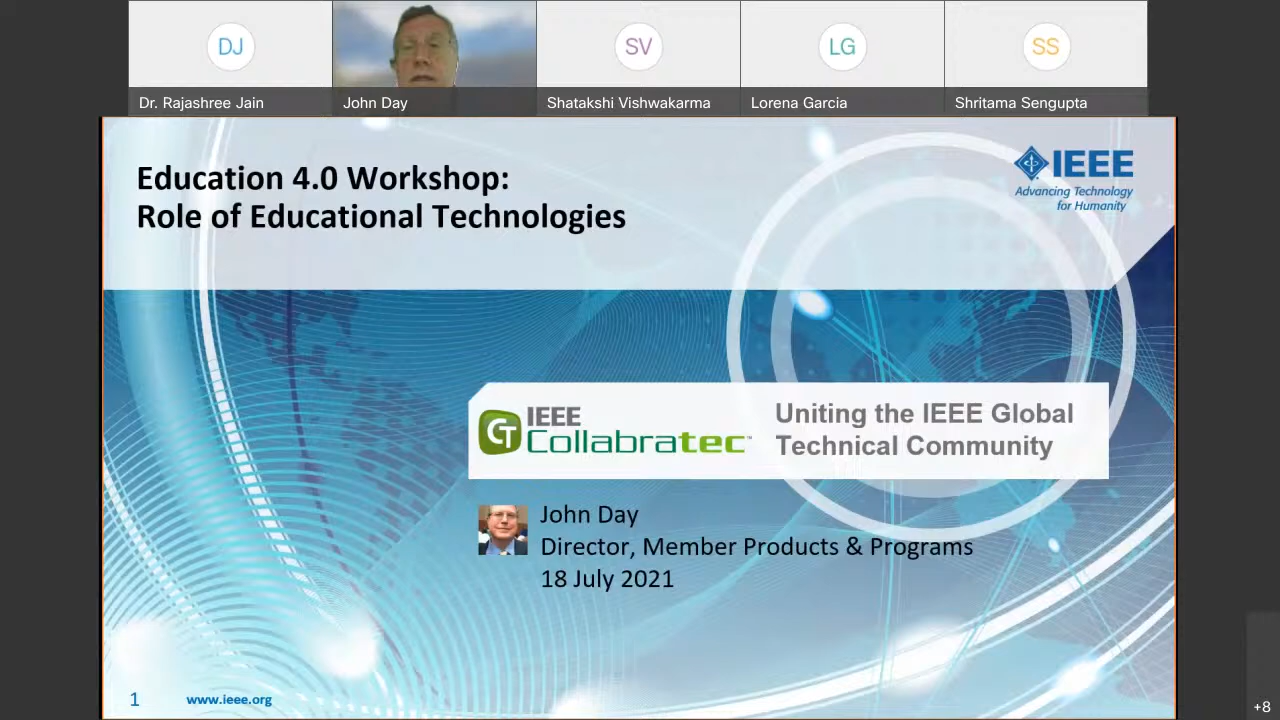 DJ
SV
LG
SS
Dr. Rajashree Jain
John Day
Shatakshi Vishwakarma
Lorena Garcia
Shritama Sengupta
Education 4.0 Workshop:
Role of Educational Technologies
IEEE
Advancing Technology
for Humanity
CT
IEEE
Collabratec™
Uniting the IEEE Global
Technical Community
John Day
Director, Member Products & Programs
18 July 2021
1
www.ieee.org
+8